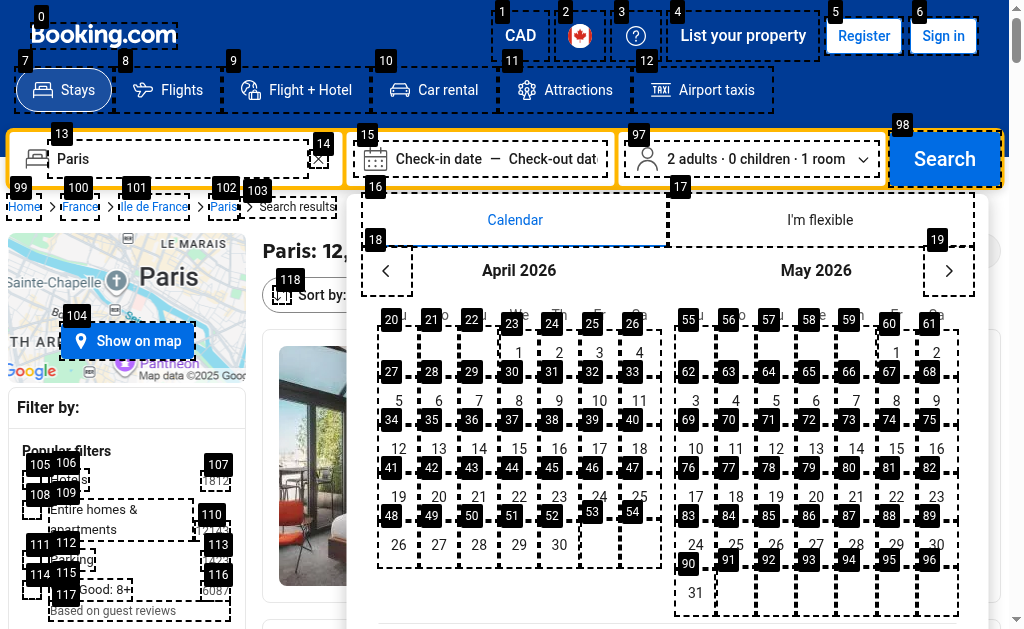 Booking.com
CAD
List your property
Register
Sign in
Stays
Flights
Flight + Hotel
Car rental
Attractions
Airport taxis
Paris
Check-in date — Check-out dat
2 adults · 0 children · 1 room
Search
Home
France
Ile de France
Paris
Search results
Calendar
I'm flexible
April 2026
May 2026
1 2 3 4
5 6 7 8 9 10 11
12 13 14 15 16 17 18
19 20 21 22 23 24 25
26 27 28 29 30
1 2
3 4 5 6 7 8 9
10 11 12 13 14 15 16
17 18 19 20 21 22 23
24 25 26 27 28 29 30
31
LE MARAIS
Sainte-Chapelle
Paris
TH AR
Show on map
Panthéon
Google
Map data ©2025 Goo
Paris: 12,
Sort by:
Filter by:
Popular filters
Hotels
1812
Entire homes &
apartments
Parking
Good: 8+
6087
Based on guest reviews
0
1
2
3
4
5
6
7
8
9
10
11
12
13
14
15
16
17
18
19
20
21
22
23
24
25
26
27
28
29
30
31
32
33
34
35
36
37
38
39
40
41
42
43
44
45
46
47
48
49
50
51
52
53
54
55
56
57
58
59
60
61
62
63
64
65
66
67
68
69
70
71
72
73
74
75
76
77
78
79
80
81
82
83
84
85
86
87
88
89
90
91
92
93
94
95
96
97
98
99
100
101
102
103
104
105
106
107
108
109
110
111
112
113
114
115
116
117
118